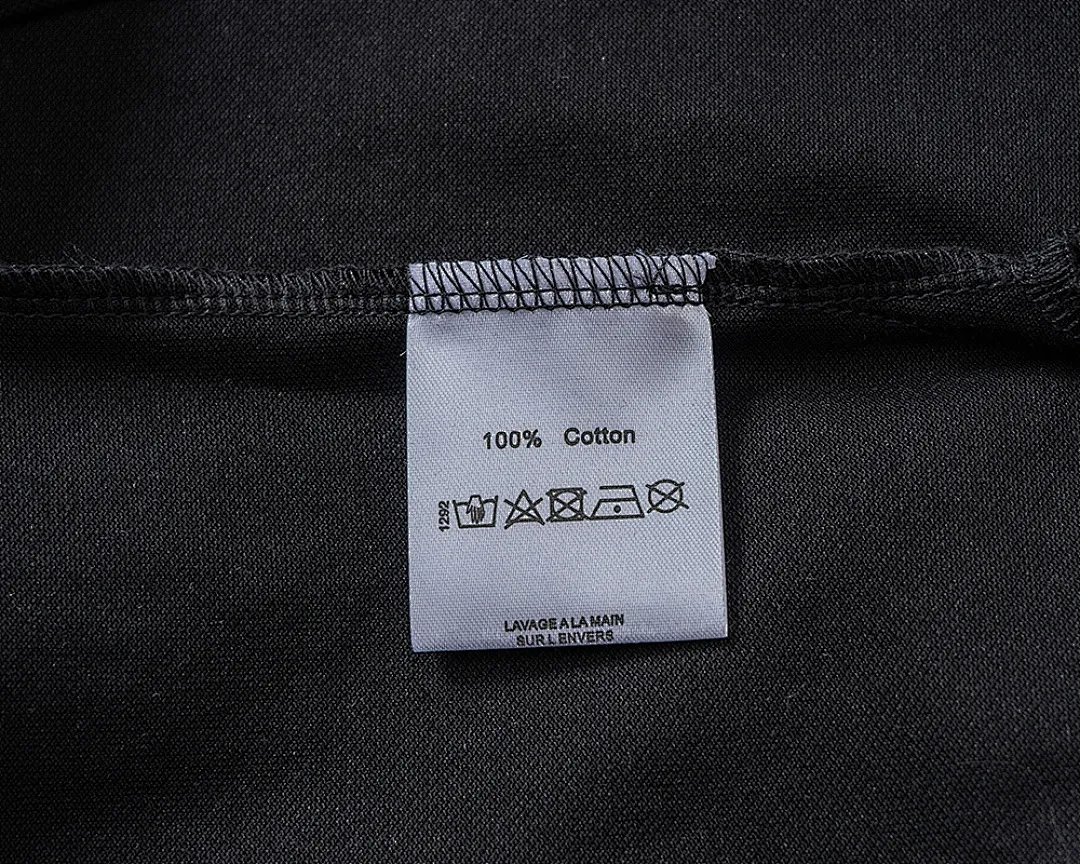 100% Cotton
1292
LAVAGE A LA MAIN
SUR L ENVERS